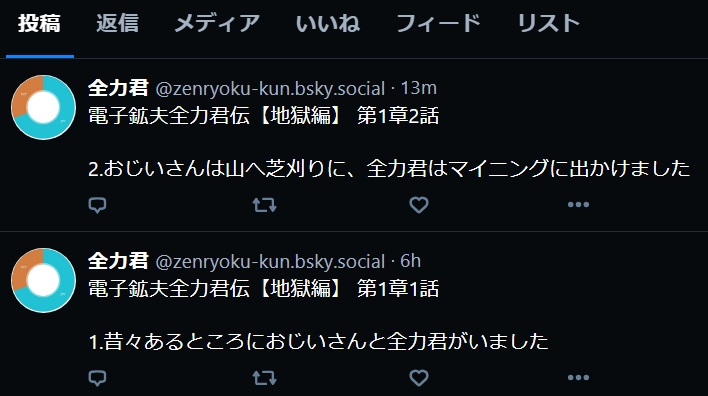 投稿 返信 メディア いいね フィード リスト
全力君 @zenryoku-kun.bsky.social · 13m
電子鉱夫全力君伝【地獄編】 第1章2話
2.おじいさんは山へ芝刈りに、全力君はマイニングに出かけました
全力君 @zenryoku-kun.bsky.social · 6h
電子鉱夫全力君伝【地獄編】 第1章1話
1.昔々あるところにおじいさんと全力君がいました